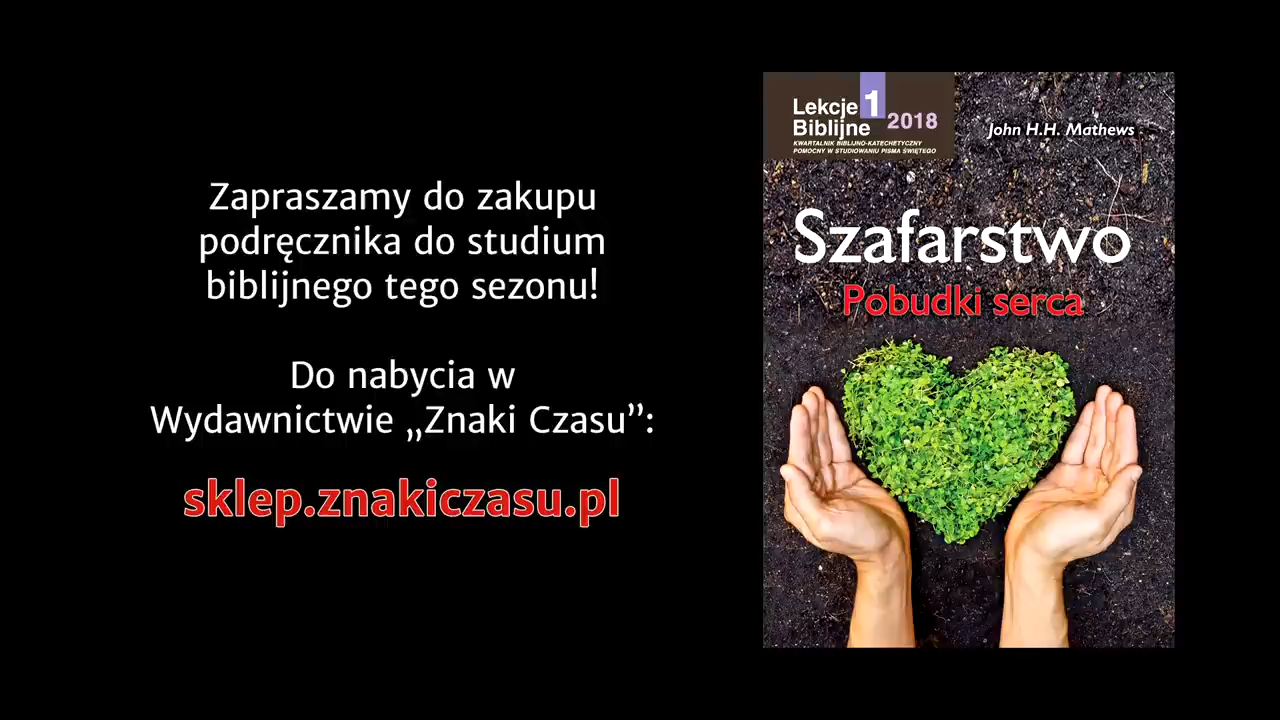 Zapraszamy do zakupu
podręcznika do studium
biblijnego tego sezonu!
Do nabycia w
Wydawnictwie „Znaki Czasu”:
sklep.znakiczasu.pl
Lekcje 1
Biblijne 2018
KWARTALNIK BIBLIJNO-KATECHETYCZNY
POMOCNY W STUDIOWANIU PISMA ŚWIĘTEGO
John H.H. Mathews
Szafarstwo
Pobudki serca